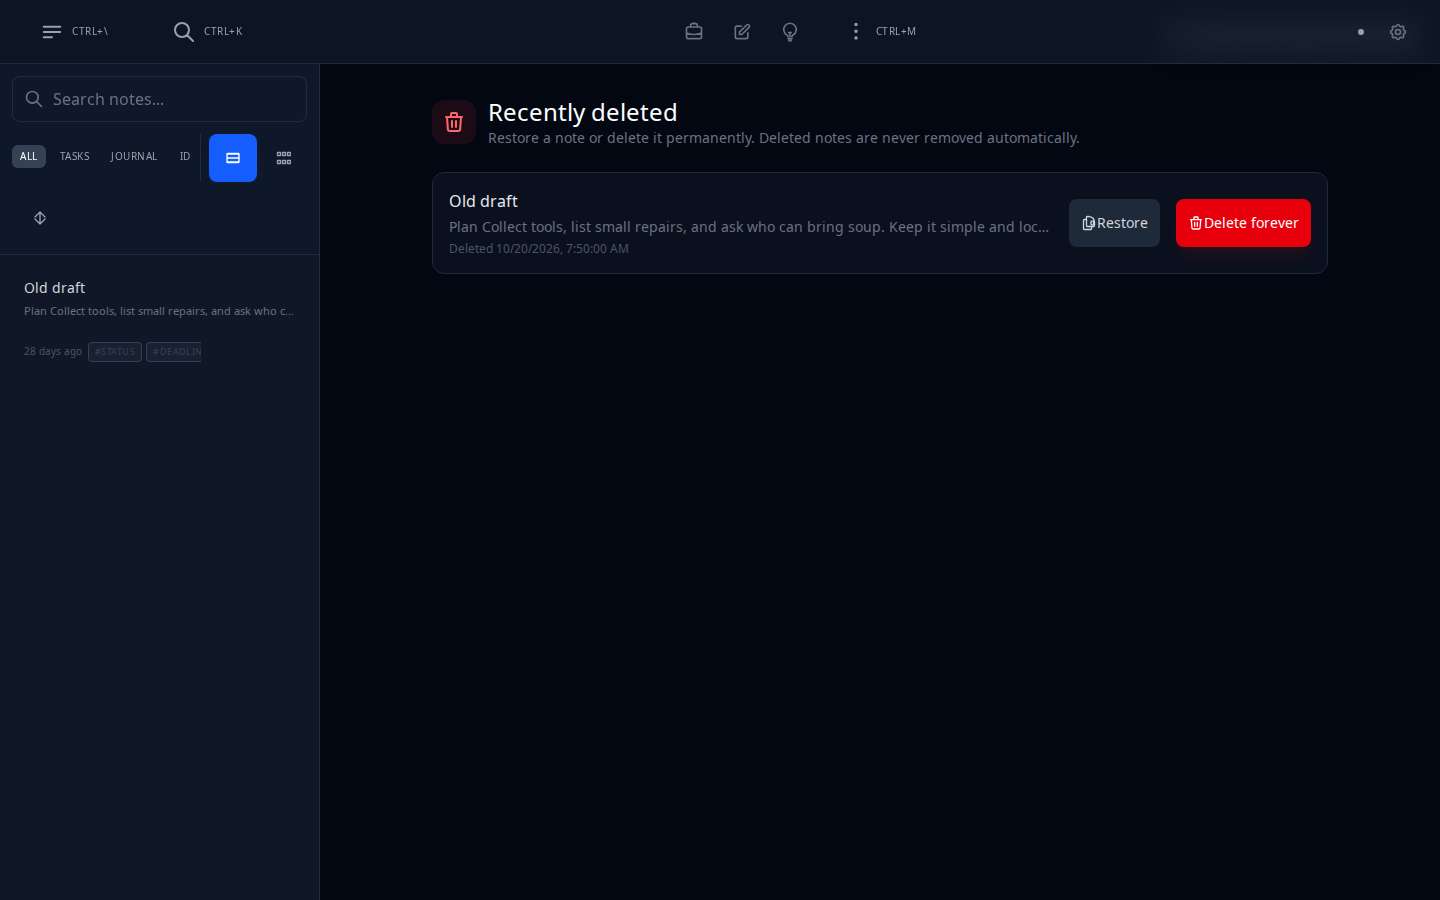 CTRL+\ CTRL+K CTRL+M
Search notes...
ALL TASKS JOURNAL ID
Old draft
Plan Collect tools, list small repairs, and ask who c...
28 days ago #STATUS #DEADLIN
Recently deleted
Restore a note or delete it permanently. Deleted notes are never removed automatically.
Old draft
Plan Collect tools, list small repairs, and ask who can bring soup. Keep it simple and loc...
Deleted 10/20/2026, 7:50:00 AM
Restore Delete forever